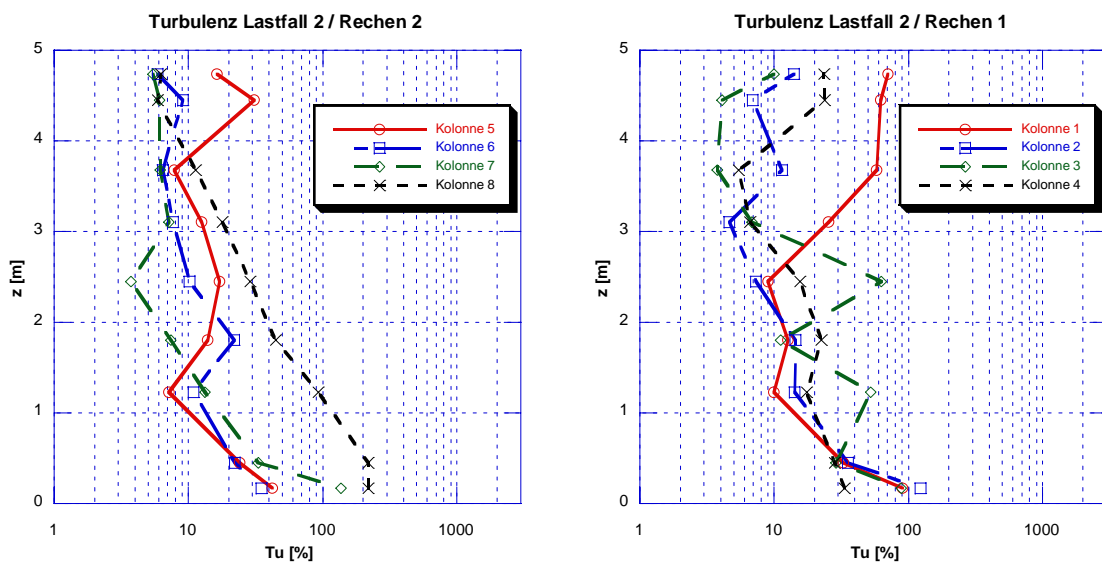 Turbulenz Lastfall 2 / Rechen 2
5
4
3
2
1
0
z [m]
Kolonne 5
Kolonne 6
Kolonne 7
Kolonne 8
1
10
100
1000
Tu [%]
Turbulenz Lastfall 2 / Rechen 1
5
4
3
2
1
0
z [m]
Kolonne 1
Kolonne 2
Kolonne 3
Kolonne 4
1
10
100
1000
Tu [%]